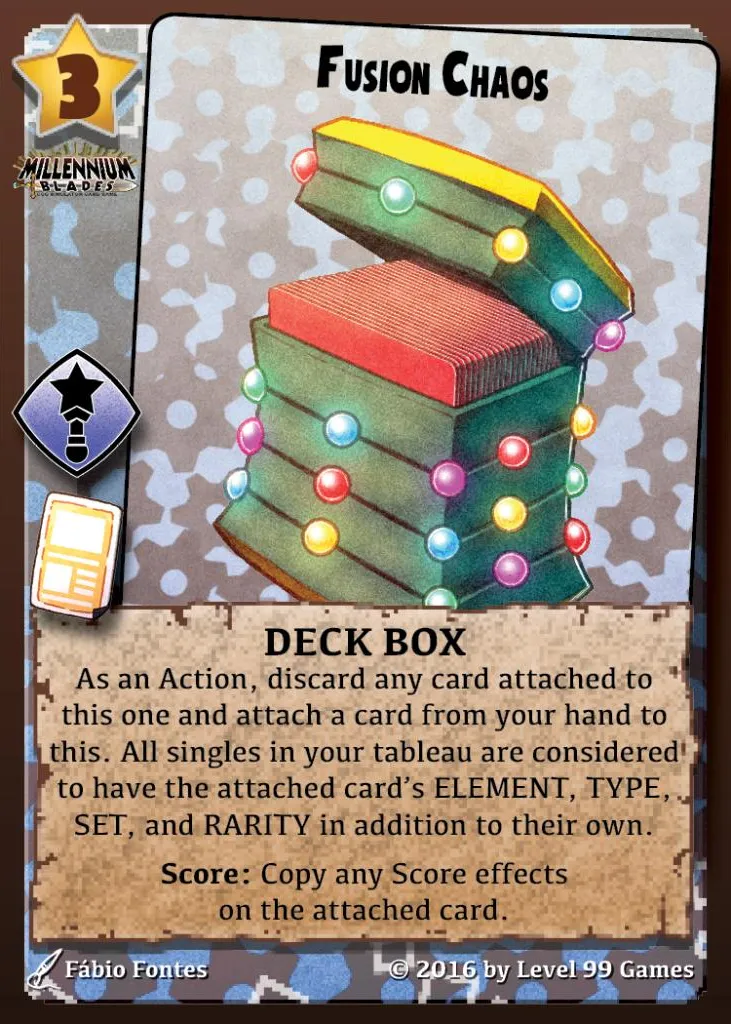 3
FUSION CHAOS
MILLENNIUM
BLADES
DECK BOX
As an Action, discard any card attached to
this one and attach a card from your hand to
this. All singles in your tableau are considered
to have the attached card's ELEMENT, TYPE,
SET, and RARITY in addition to their own.
Score: Copy any Score effects
on the attached card.
Fábio Fontes
© 2016 by Level 99 Games